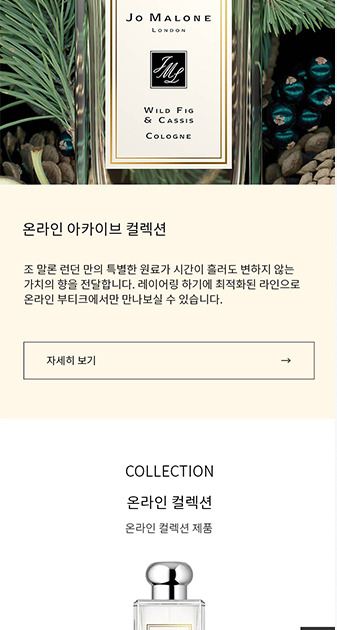 JO MALONE
LONDON
JML
WILD FIG
& CASSIS
COLOGNE
온라인 아카이브 컬렉션
조 말론 런던 만의 특별한 원료가 시간이 흘러도 변하지 않는
가치의 향을 전달합니다. 레이어링 하기에 최적화된 라인으로
온라인 부티크에서만 만나보실 수 있습니다.
자세히 보기 →
COLLECTION
온라인 컬렉션
온라인 컬렉션 제품